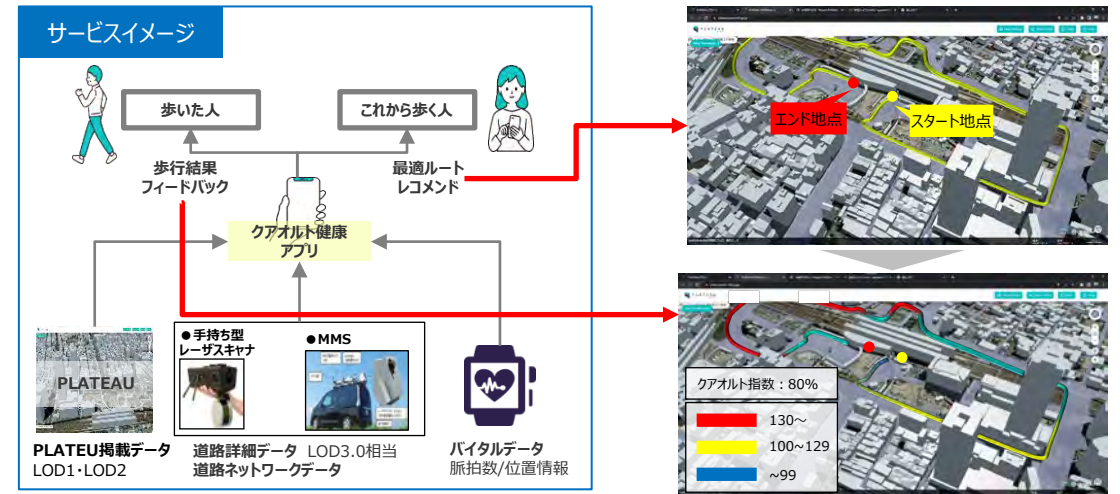 サービスイメージ
歩いた人
これから歩く人
歩行結果
フィードバック
最適ルート
レコメンド
クアオルト健康
アプリ
PLATEAU
PLATEU掲載データ
LOD1・LOD2
●手持ち型
レーザスキャナ
●MMS
道路詳細データ LOD3.0相当
道路ネットワークデータ
バイタルデータ
脈拍数/位置情報
エンド地点
スタート地点
クアオルト指数：80%
130～
100~129
~99